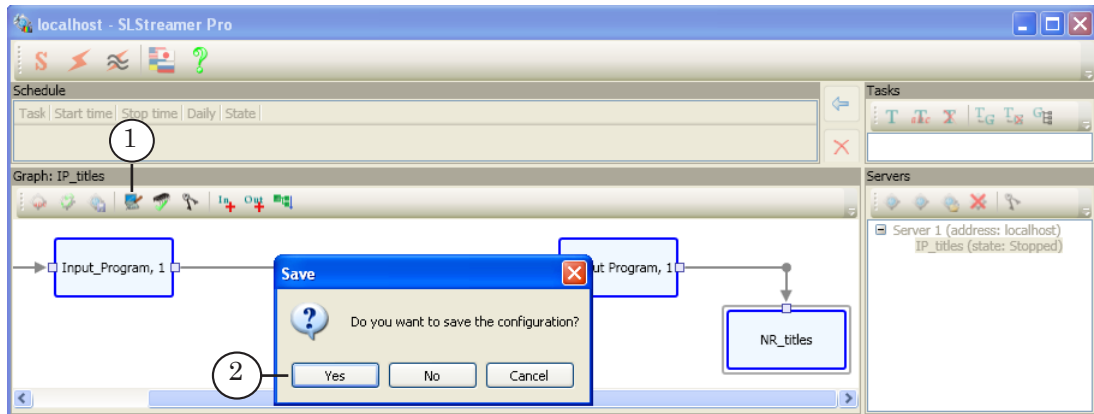 localhost - SLStreamer Pro
S
Schedule
Tasks
Task Start time Stop time Daily State
1
Graph: IP_titles
Servers
In Out
Server 1 (address: localhost)
IP_titles (state: Stopped)
Input_Program, 1
ut Program, 1
Save
Do you want to save the configuration?
NR_titles
2
Yes No Cancel